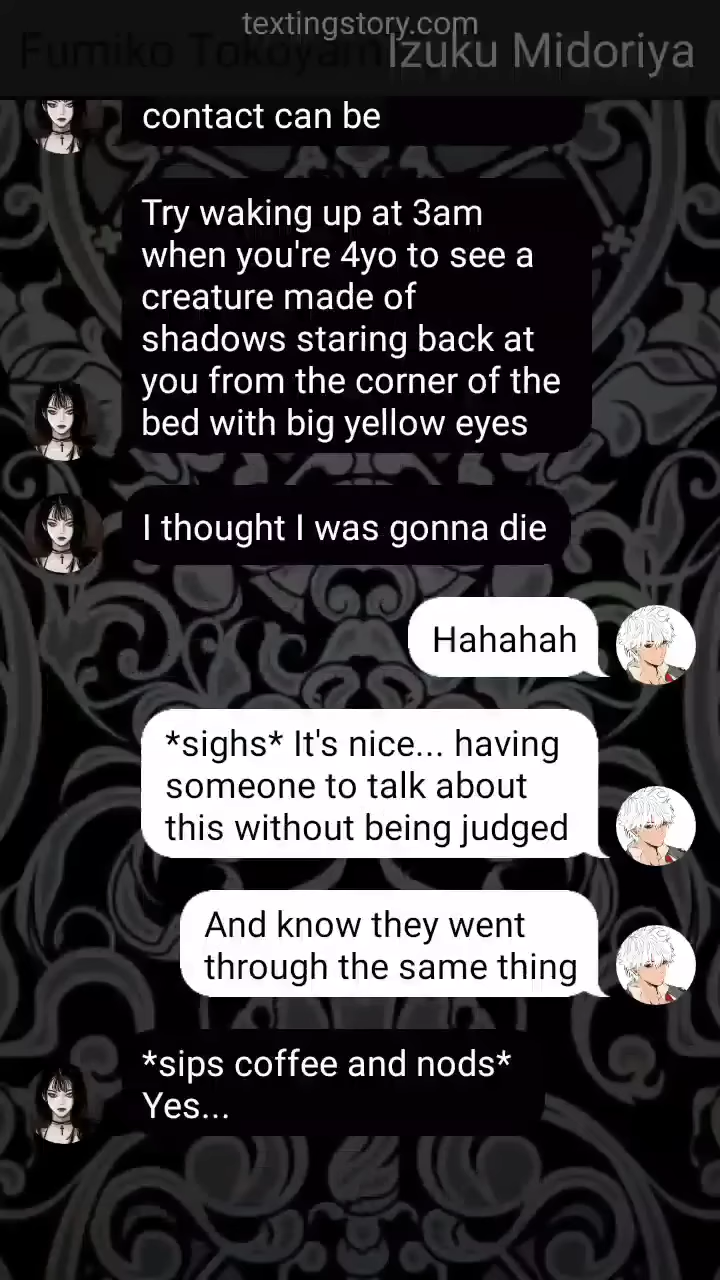 textingstory.com
Fumiko Tokoyam Izuku Midoriya
contact can be
Try waking up at 3am
when you're 4yo to see a
creature made of
shadows staring back at
you from the corner of the
bed with big yellow eyes
I thought I was gonna die
Hahahah
*sighs* It's nice... having
someone to talk about
this without being judged
And know they went
through the same thing
*sips coffee and nods*
Yes...